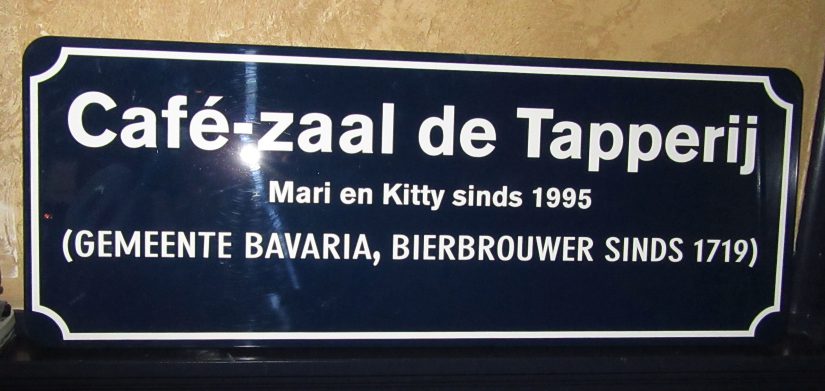 Café-zaal de Tapperij
Mari en Kitty sinds 1995
(GEMEENTE BAVARIA, BIERBROUWER SINDS 1719)